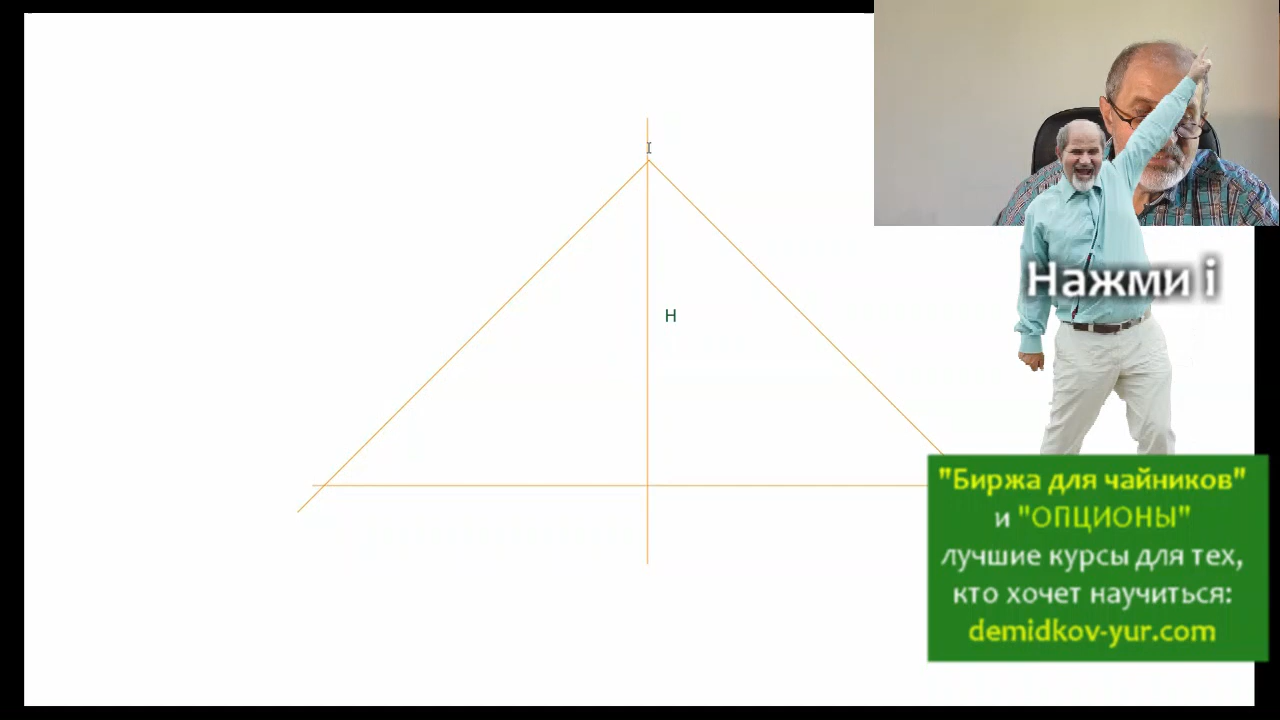 H
Нажми i
"Биржа для чайников"
и "ОПЦИОНЫ"
лучшие курсы для тех,
кто хочет научиться:
demidkov-yur.com